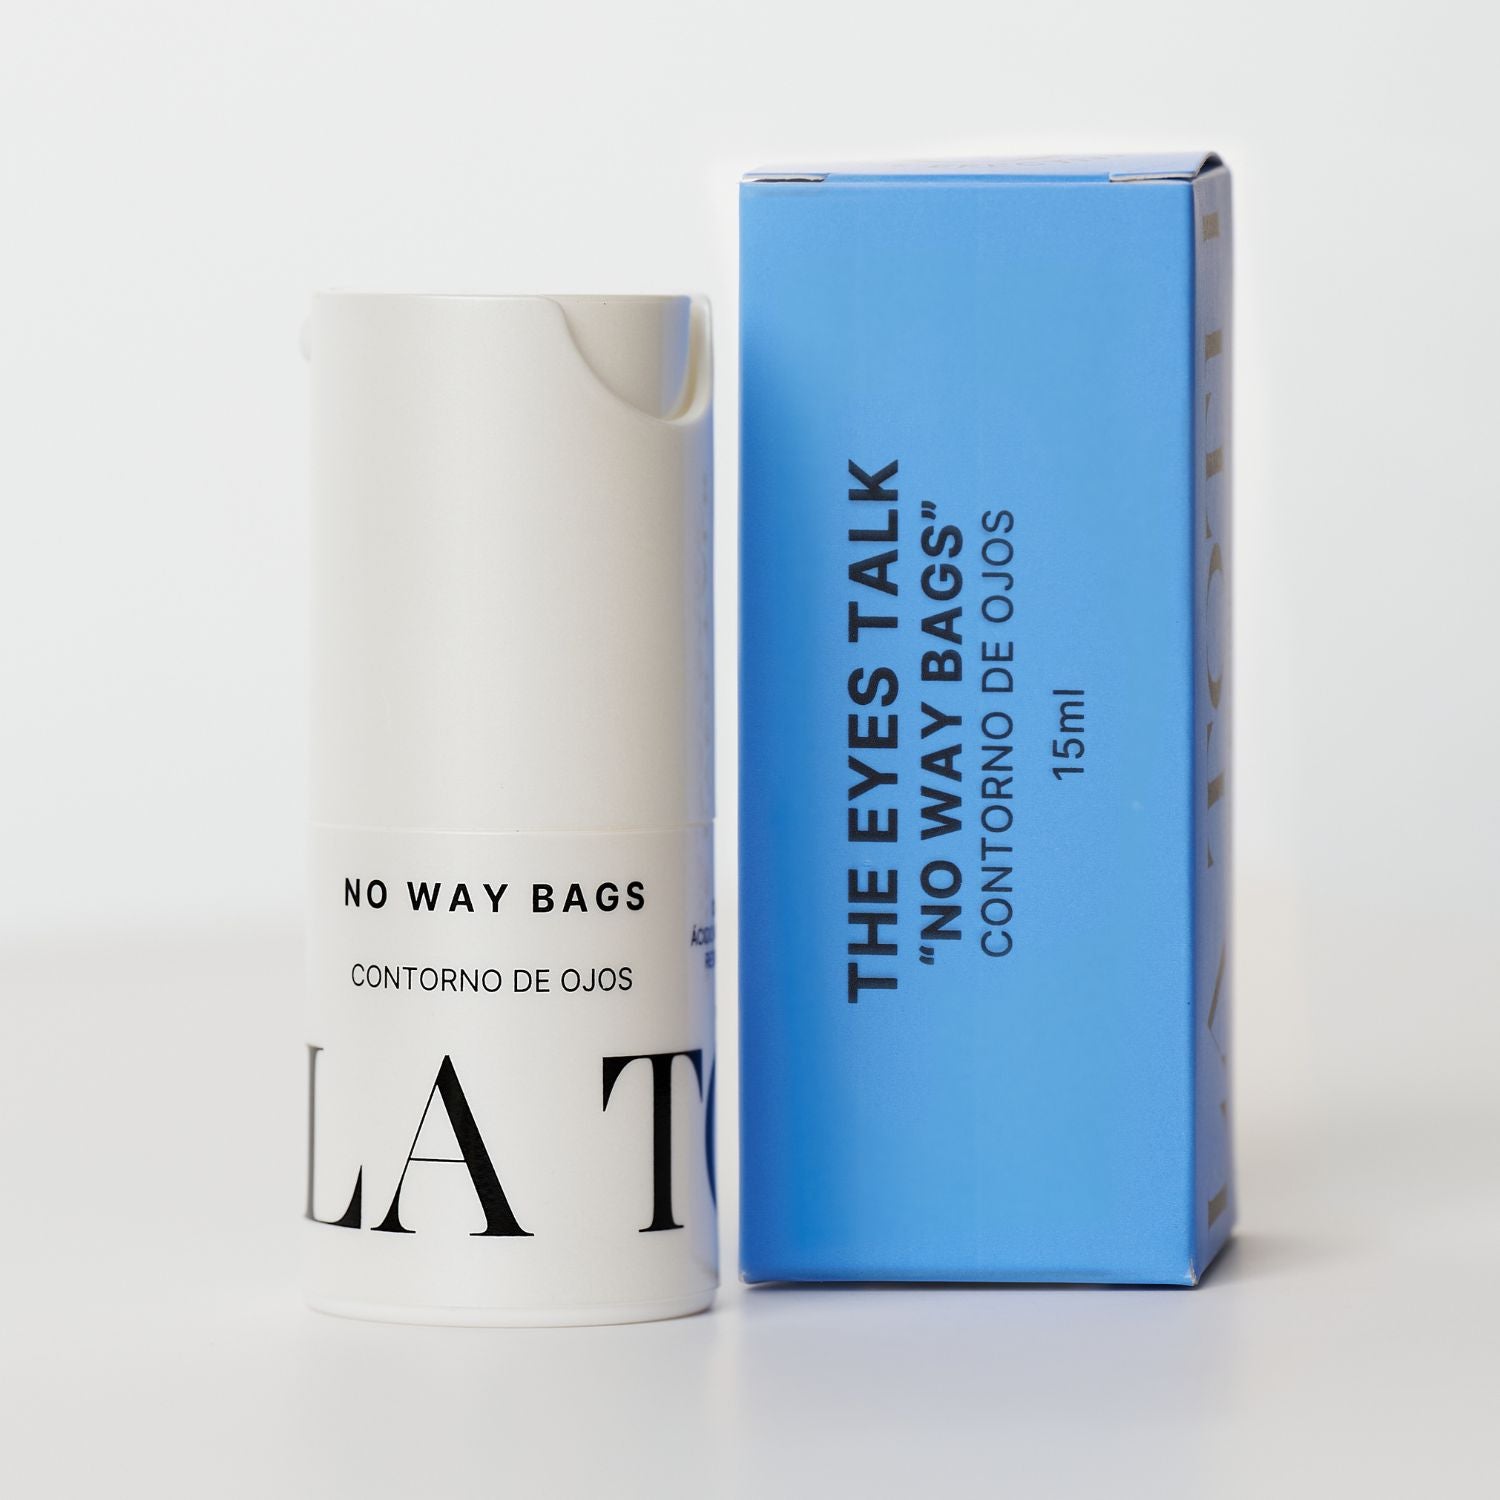 NO WAY BAGS
CONTORNO DE OJOS
LA
THE EYES TALK
“NO WAY BAGS”
CONTORNO DE OJOS
15ml